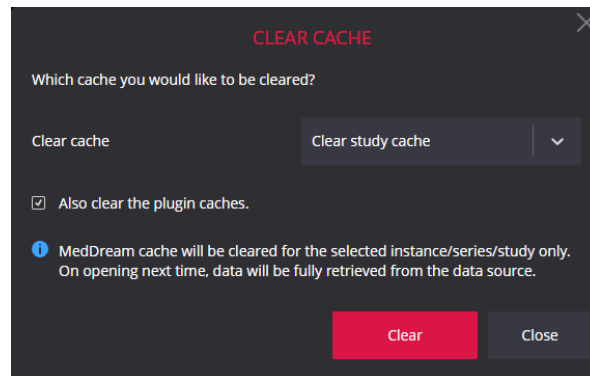 CLEAR CACHE
Which cache you would like to be cleared?
Clear cache
Clear study cache
Also clear the plugin caches.
MedDream cache will be cleared for the selected instance/series/study only.
On opening next time, data will be fully retrieved from the data source.
Clear
Close